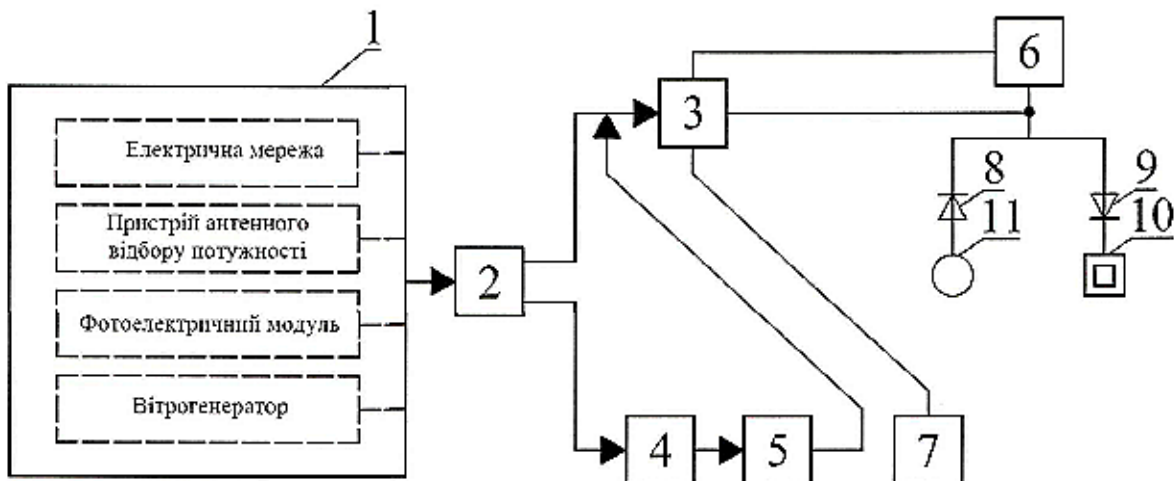 1
Електрична мережа
Пристрій антенного
відбору потужності
Фотоелектричний модуль
Вітрогенератор
2
3
6
8
9
11
10
4
5
7